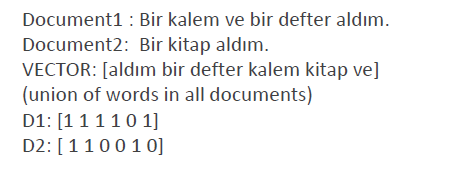 Document1 : Bir kalem ve bir defter aldım.
Document2:  Bir kitap aldım.
VECTOR: [aldım bir defter kalem kitap ve]
(union of words in all documents)
D1: [1 1 1 1 0 1]
D2: [ 1 1 0 0 1 0]